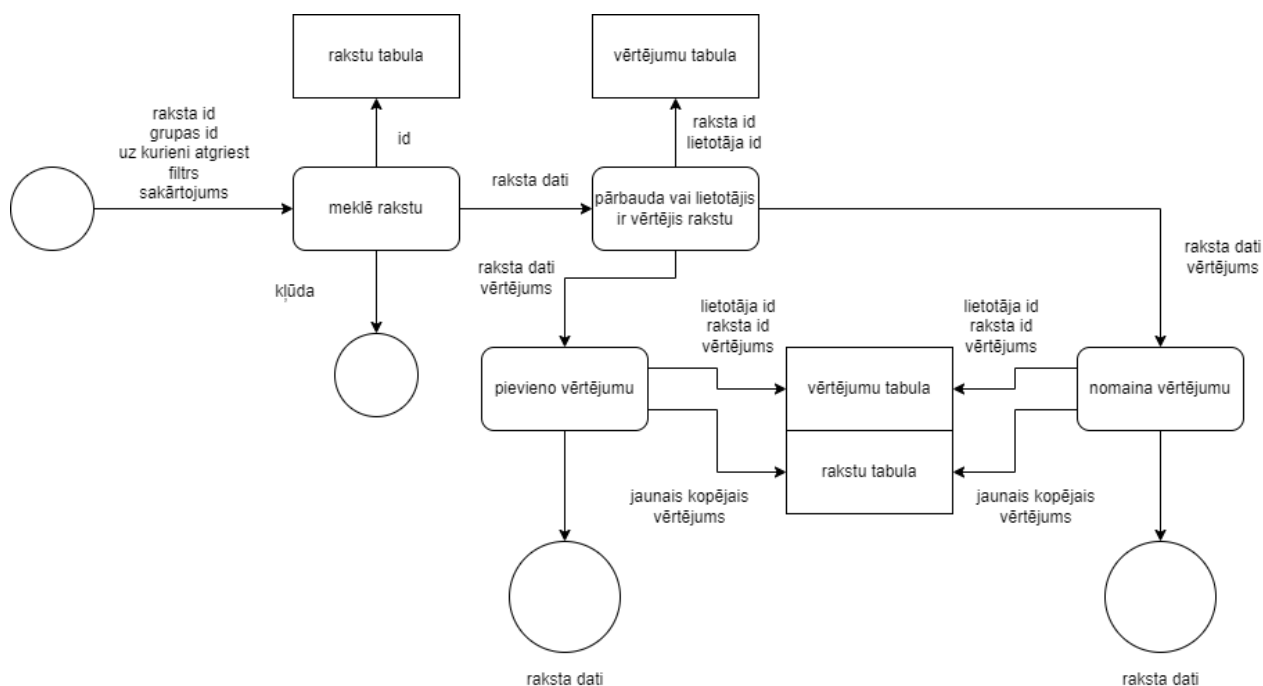 rakstu tabula
vērtējumu tabula
raksta id
grupas id
uz kurieni atgriest
filtrs
sakārtojums
id
raksta id
lietotāja id
meklē rakstu
raksta dati
pārbauda vai lietotājis
ir vērtējis rakstu
kļūda
raksta dati
vērtējums
raksta dati
vērtējums
lietotāja id
raksta id
vērtējums
lietotāja id
raksta id
vērtējums
pievieno vērtējumu
vērtējumu tabula
nomaina vērtējumu
rakstu tabula
jaunais kopējais
vērtējums
jaunais kopējais
vērtējums
raksta dati
raksta dati